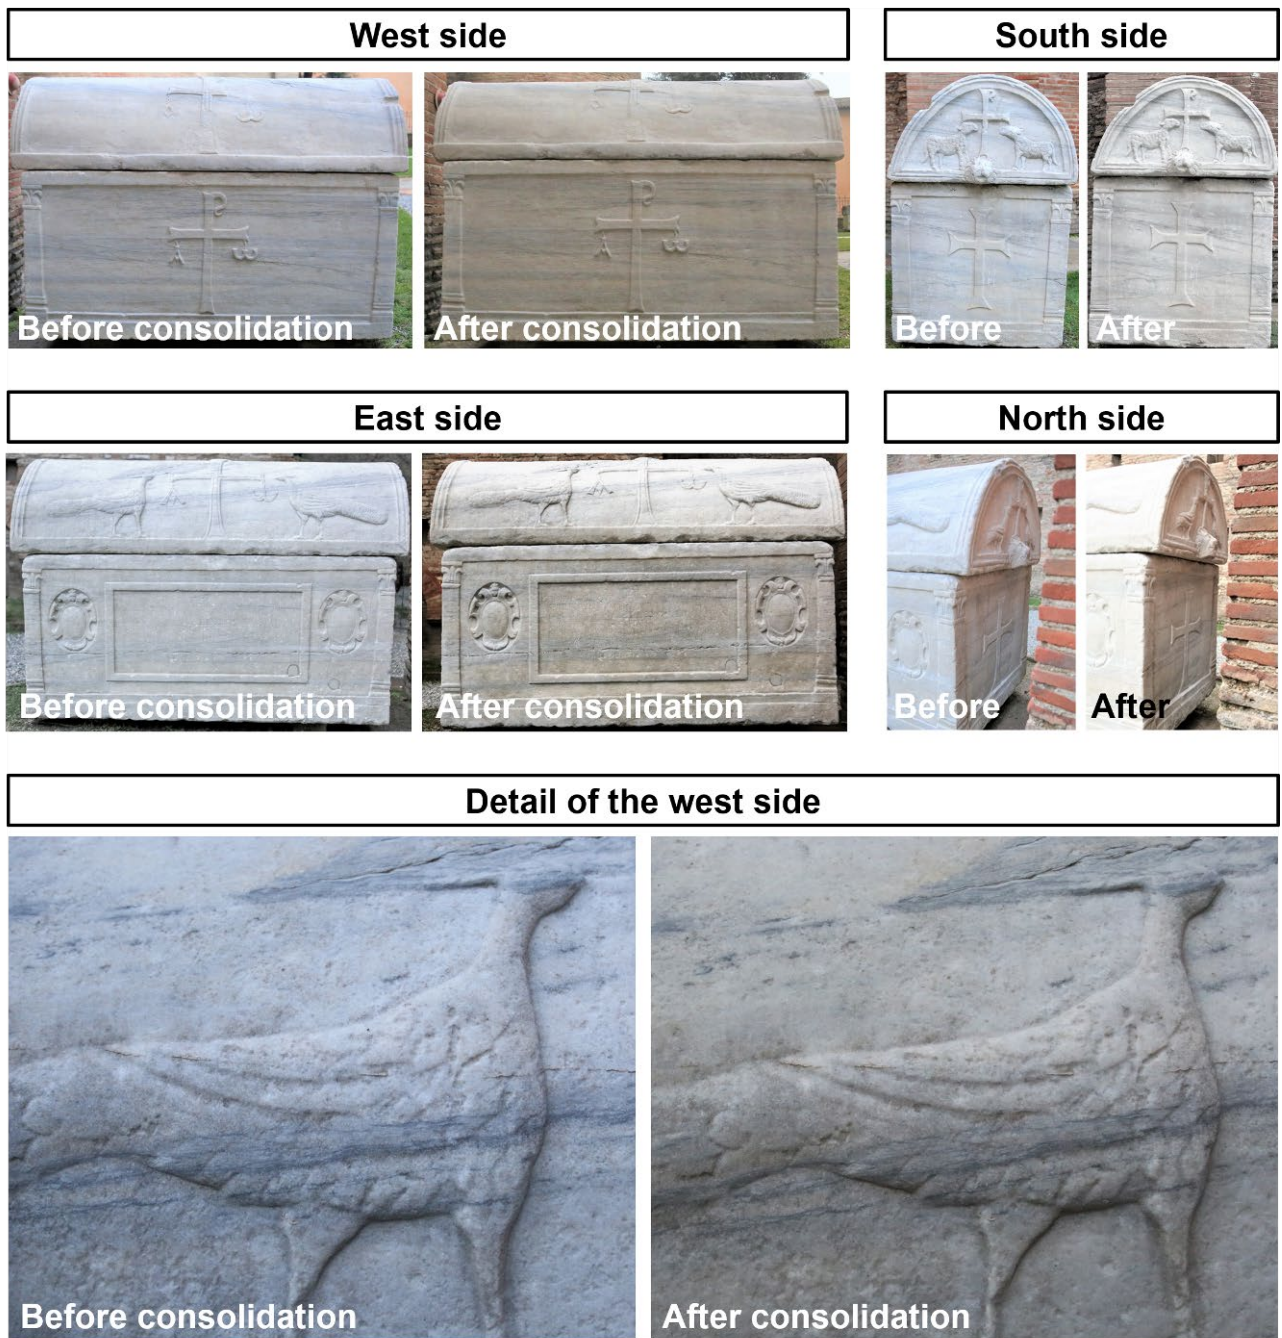 West side
South side
Before consolidation
After consolidation
Before
After
East side
North side
Before consolidation
After consolidation
Before
After
Detail of the west side
Before consolidation
After consolidation